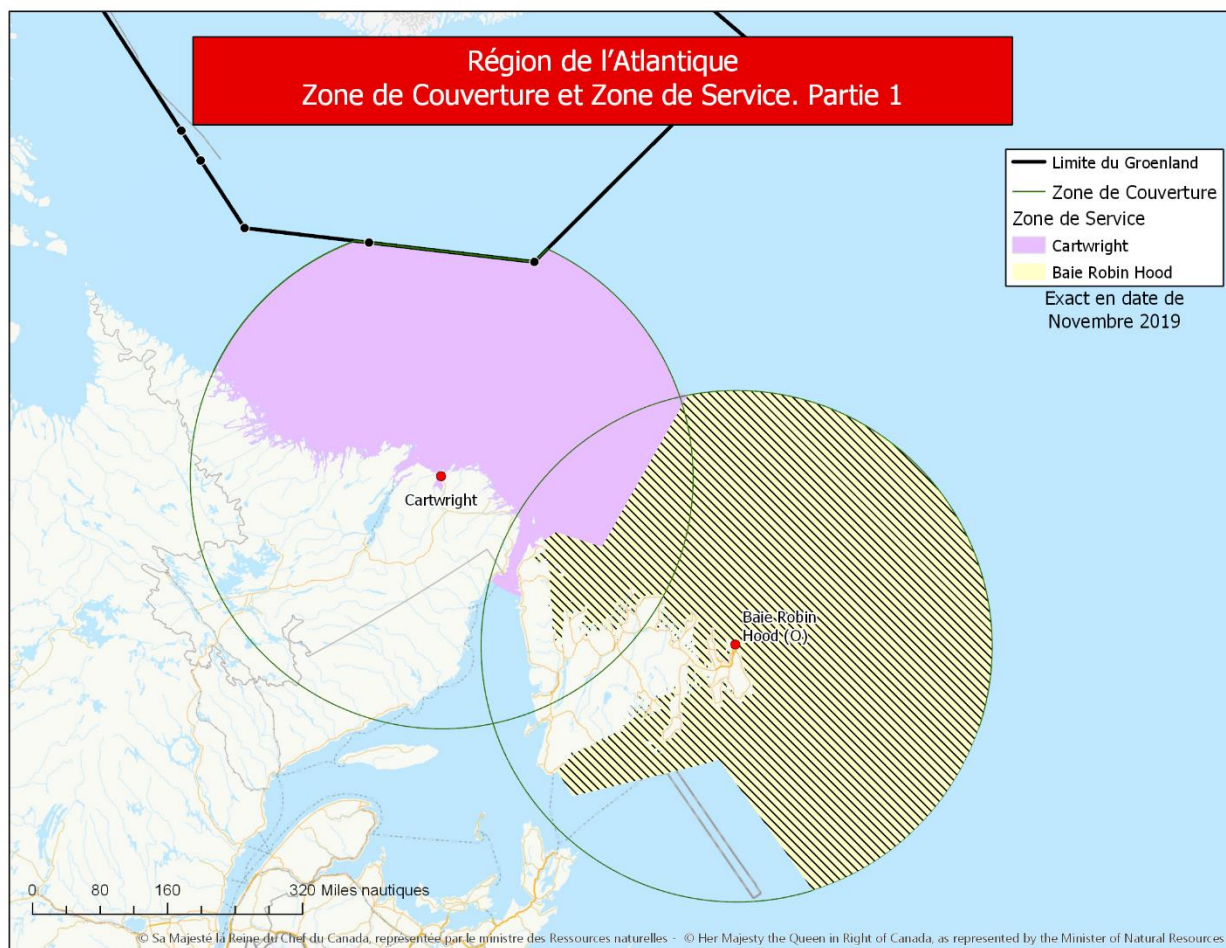 Région de l'Atlantique
Zone de Couverture et Zone de Service. Partie 1
Limite du Groenland
Zone de Couverture
Zone de Service
Cartwright
Baie Robin Hood
Exact en date de
Novembre 2019
Cartwright
Baie Robin
Hood (O)
0 80 160 320 Miles nautiques
© Sa Majesté la Reine du Chef du Canada, représentée par le ministre des Ressources naturelles - © Her Majesty the Queen in Right of Canada, as represented by the Minister of Natural Resources